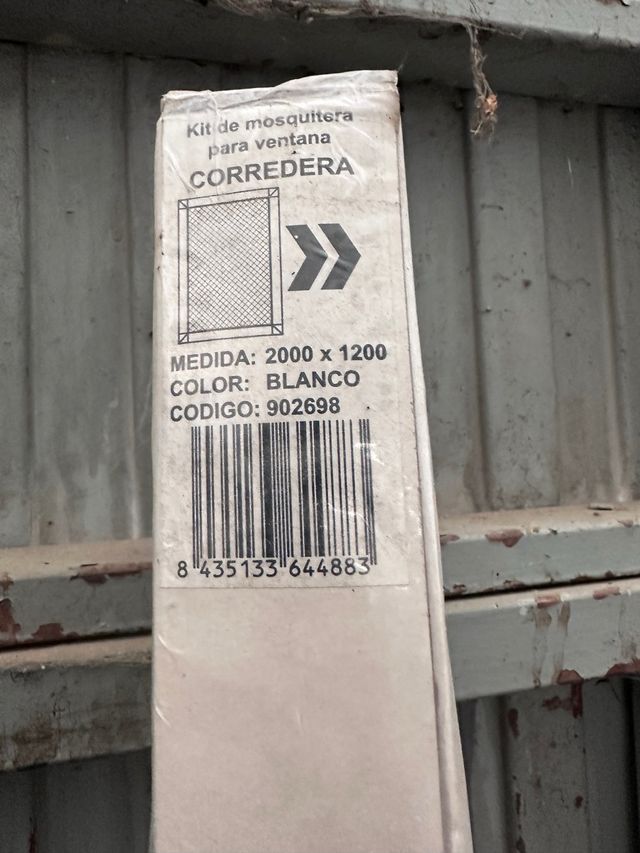 Kit de mosquitera
para ventana
CORREDERA
MEDIDA: 2000 x 1200
COLOR: BLANCO
CODIGO: 902698
8 435133 644883